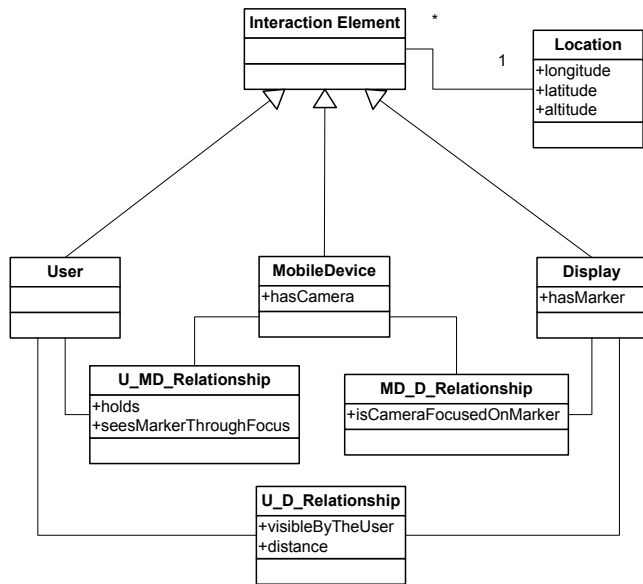 Interaction Element
*
1
Location
+longitude
+latitude
+altitude
User
MobileDevice
+hasCamera
Display
+hasMarker
U_MD_Relationship
+holds
+seesMarkerThroughFocus
MD_D_Relationship
+isCameraFocusedOnMarker
U_D_Relationship
+visibleByTheUser
+distance